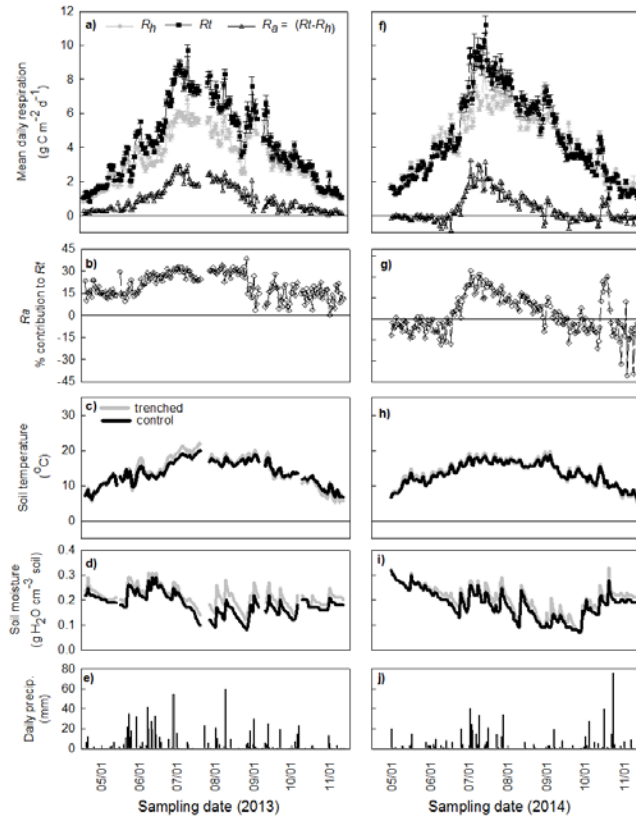 a) Rh Rt Ra = (Rt-Rh)
f)
Mean daily respiration
(g C m−2 d−1)
12
10
8
6
4
2
0
b)
g)
Ra
% contribution to Rt
45
30
15
0
-15
-30
-45
c) trenched
control
h)
Soil temperature
(oC)
30
20
10
0
d)
i)
Soil moisture
(g H2O cm−3 soil)
0.4
0.3
0.2
0.1
0.0
e)
j)
Daily precip.
(mm)
80
60
40
20
0
05/01 06/01 07/01 08/01 09/01 10/01 11/01
05/01 06/01 07/01 08/01 09/01 10/01 11/01
Sampling date (2013)
Sampling date (2014)